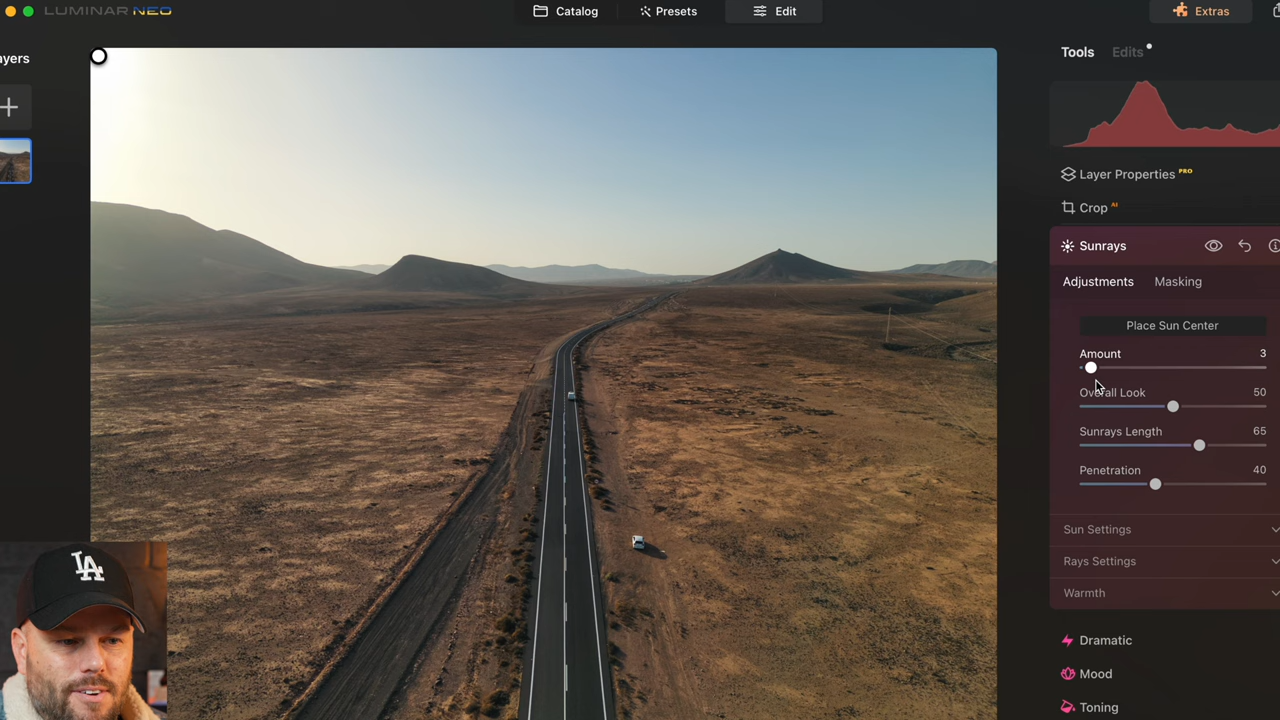 LUMINAR NEO
Catalog
Presets
Edit
Extras
ayers
Tools
Edits
Layer Properties PRO
Crop AI
Sunrays
Adjustments
Masking
Place Sun Center
Amount 3
Overall Look 50
Sunrays Length 65
Penetration 40
Sun Settings
Rays Settings
Warmth
Dramatic
Mood
Toning
LA